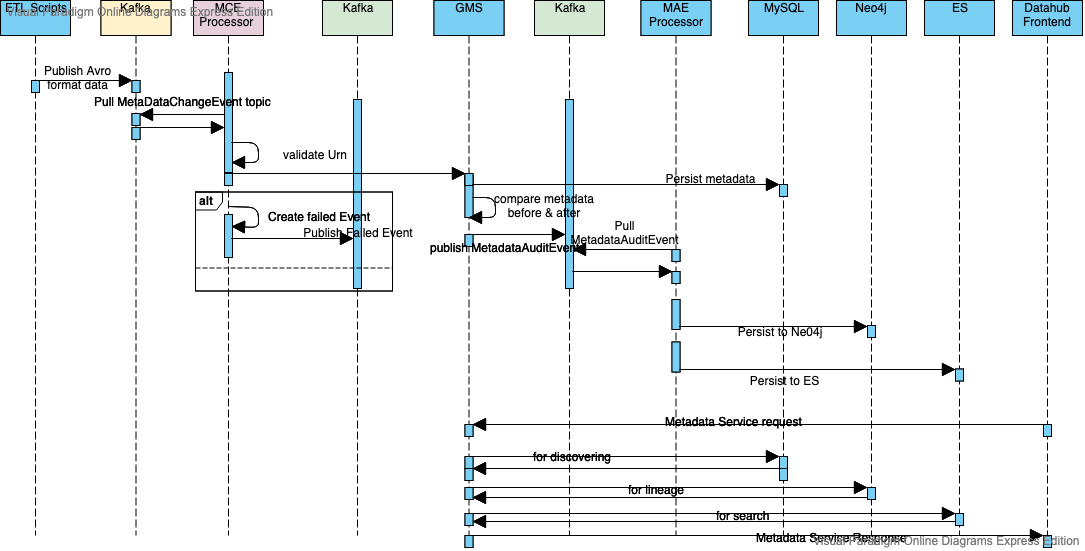 ETL Scripts
Kafka
MCE
Processor
Kafka
GMS
Kafka
MAE
Processor
MySQL
Neo4j
ES
Datahub
Frontend
Visual Paradigm Online Diagrams Express Edition
Publish Avro
format data
Pull MetaDataChangeEvent topic
validate Urn
Persist metadata
alt
compare metadata
before & after
Create failed Event
Publish Failed Event
Pull
MetadataAuditEvent
publish MetadataAuditEvent
Persist to Ne04j
Persist to ES
Metadata Service request
for discovering
for lineage
for search
Metadata Service Response
Visual Paradigm Online Diagrams Express Edition